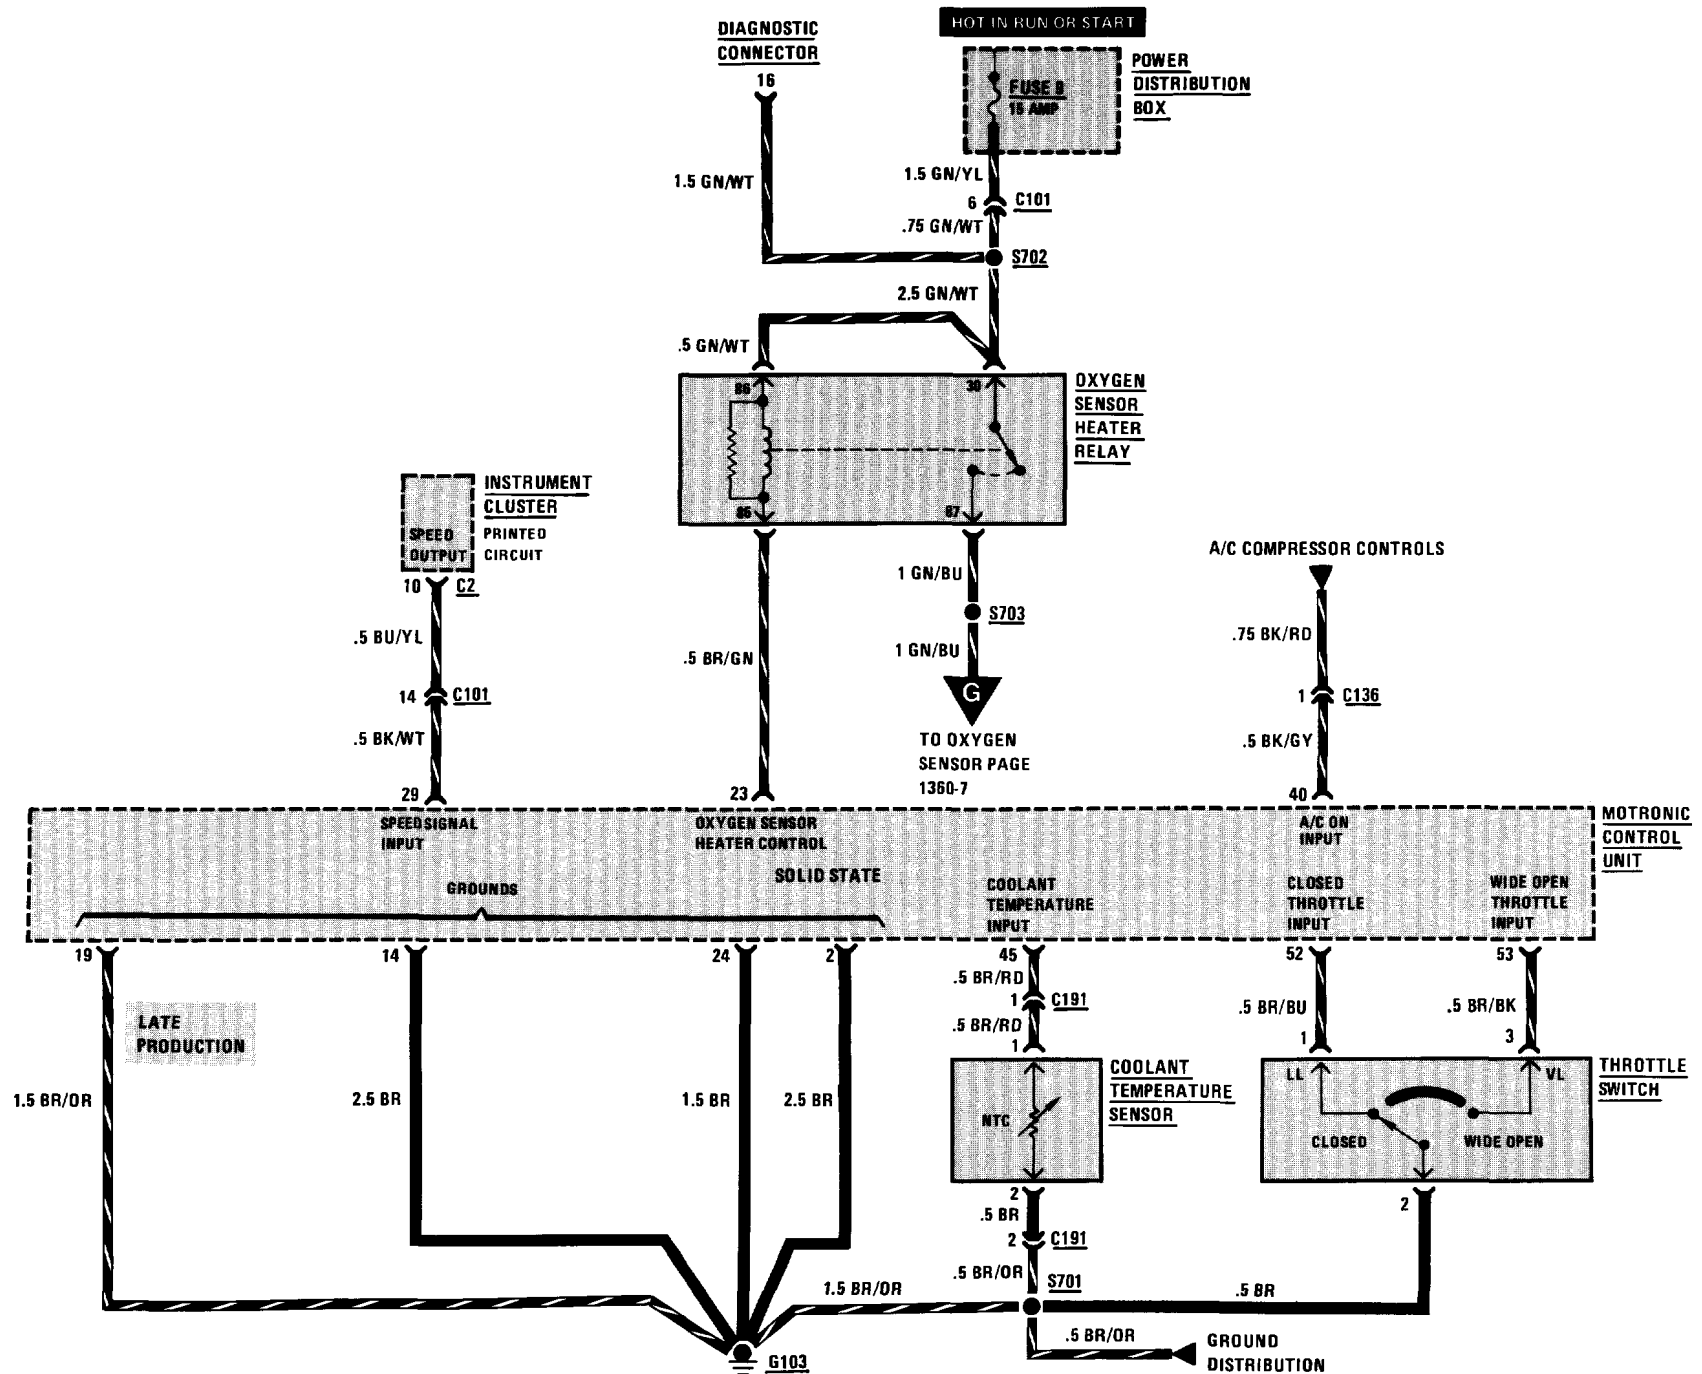 HOT IN RUN OR START
DIAGNOSTIC
CONNECTOR
16
POWER
DISTRIBUTION
BOX
FUSE 8
15 AMP
1.5 GN/WT
1.5 GN/YL
6
C101
.75 GN/WT
S702
2.5 GN/WT
.5 GN/WT
86
30
OXYGEN
SENSOR
HEATER
RELAY
85
87
INSTRUMENT
CLUSTER
PRINTED
CIRCUIT
SPEED
OUTPUT
10
C2
.5 BU/YL
14
C101
.5 BK/WT
29
.5 BR/GN
23
1 GN/BU
S703
1 GN/BU
G
TO OXYGEN
SENSOR PAGE
1360-7
A/C COMPRESSOR CONTROLS
.75 BK/RD
1
C136
.5 BK/GY
40
MOTRONIC
CONTROL
UNIT
SPEED SIGNAL
INPUT
OXYGEN SENSOR
HEATER CONTROL
A/C ON
INPUT
SOLID STATE
GROUNDS
COOLANT
TEMPERATURE
INPUT
CLOSED
THROTTLE
INPUT
WIDE OPEN
THROTTLE
INPUT
19
14
24
2
45
52
53
LATE
PRODUCTION
1.5 BR/OR
2.5 BR
1.5 BR
2.5 BR
.5 BR/RD
1
C191
.5 BR/RD
1
.5 BR/BU
1
.5 BR/BK
3
NTC
COOLANT
TEMPERATURE
SENSOR
LL
VL
CLOSED
WIDE OPEN
THROTTLE
SWITCH
2
.5 BR
2
C191
.5 BR/OR
2
1.5 BR/OR
S701
.5 BR
.5 BR/OR
GROUND
DISTRIBUTION
G103